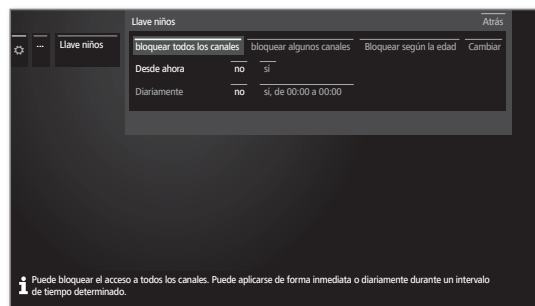 Llave niños Atrás
... Llave niños
bloquear todos los canales bloquear algunos canales Bloquear según la edad Cambiar
Desde ahora no sí
Diariamente no sí, de 00:00 a 00:00
Puede bloquear el acceso a todos los canales. Puede aplicarse de forma inmediata o diariamente durante un intervalo
de tiempo determinado.